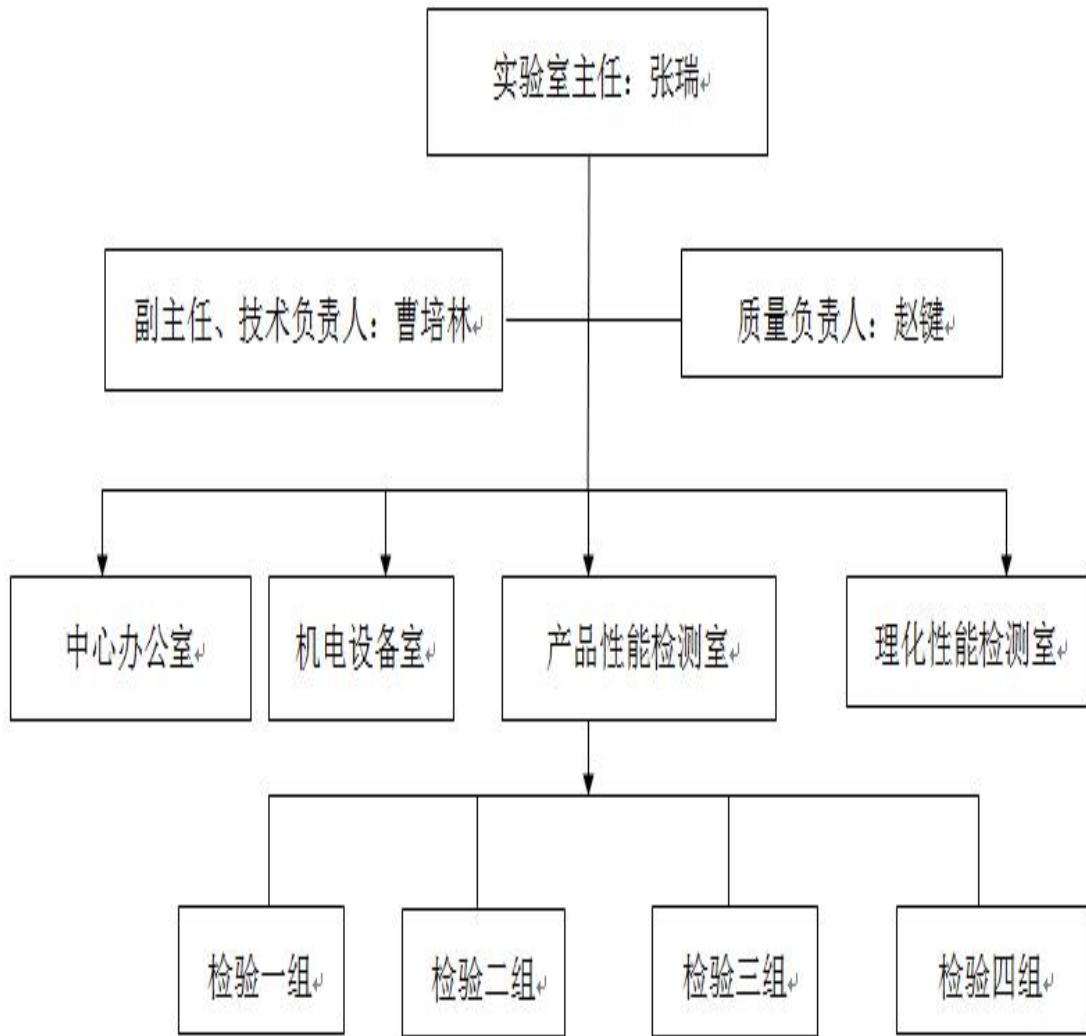 实验室主任：张瑞
副主任、技术负责人：曹培林
质量负责人：赵键
中心办公室
机电设备室
产品性能检测室
理化性能检测室
检验一组
检验二组
检验三组
检验四组